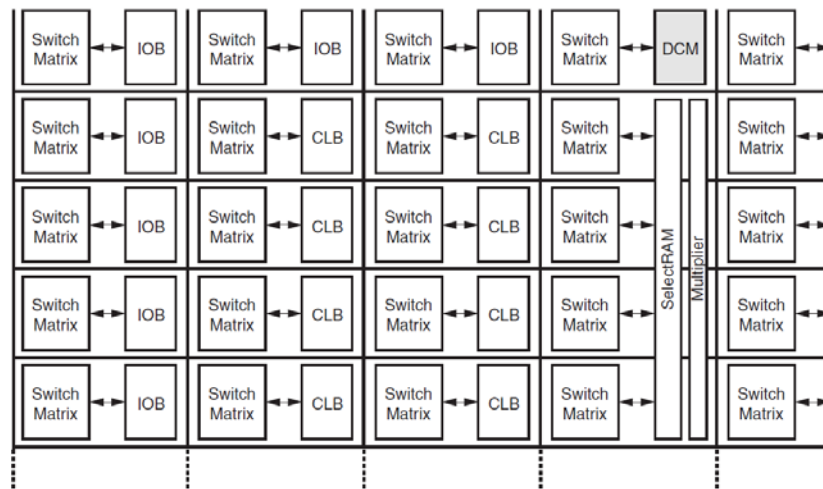 Switch
Matrix
IOB
Switch
Matrix
IOB
Switch
Matrix
IOB
Switch
Matrix
DCM
Switch
Matrix
Switch
Matrix
IOB
Switch
Matrix
CLB
Switch
Matrix
CLB
Switch
Matrix
Switch
Matrix
Switch
Matrix
IOB
Switch
Matrix
CLB
Switch
Matrix
CLB
Switch
Matrix
SelectRAM
Multiplier
Switch
Matrix
Switch
Matrix
IOB
Switch
Matrix
CLB
Switch
Matrix
CLB
Switch
Matrix
Switch
Matrix
Switch
Matrix
IOB
Switch
Matrix
CLB
Switch
Matrix
CLB
Switch
Matrix
Switch
Matrix